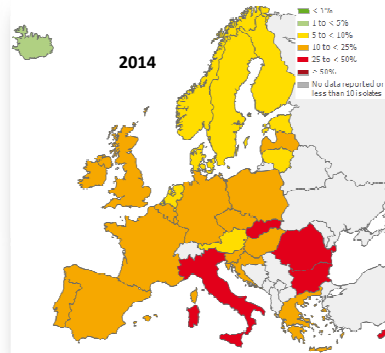 < 1%
1 to < 5%
5 to < 10%
10 to < 25%
25 to < 50%
≥ 50%
No data reported or
less than 10 isolates
2014